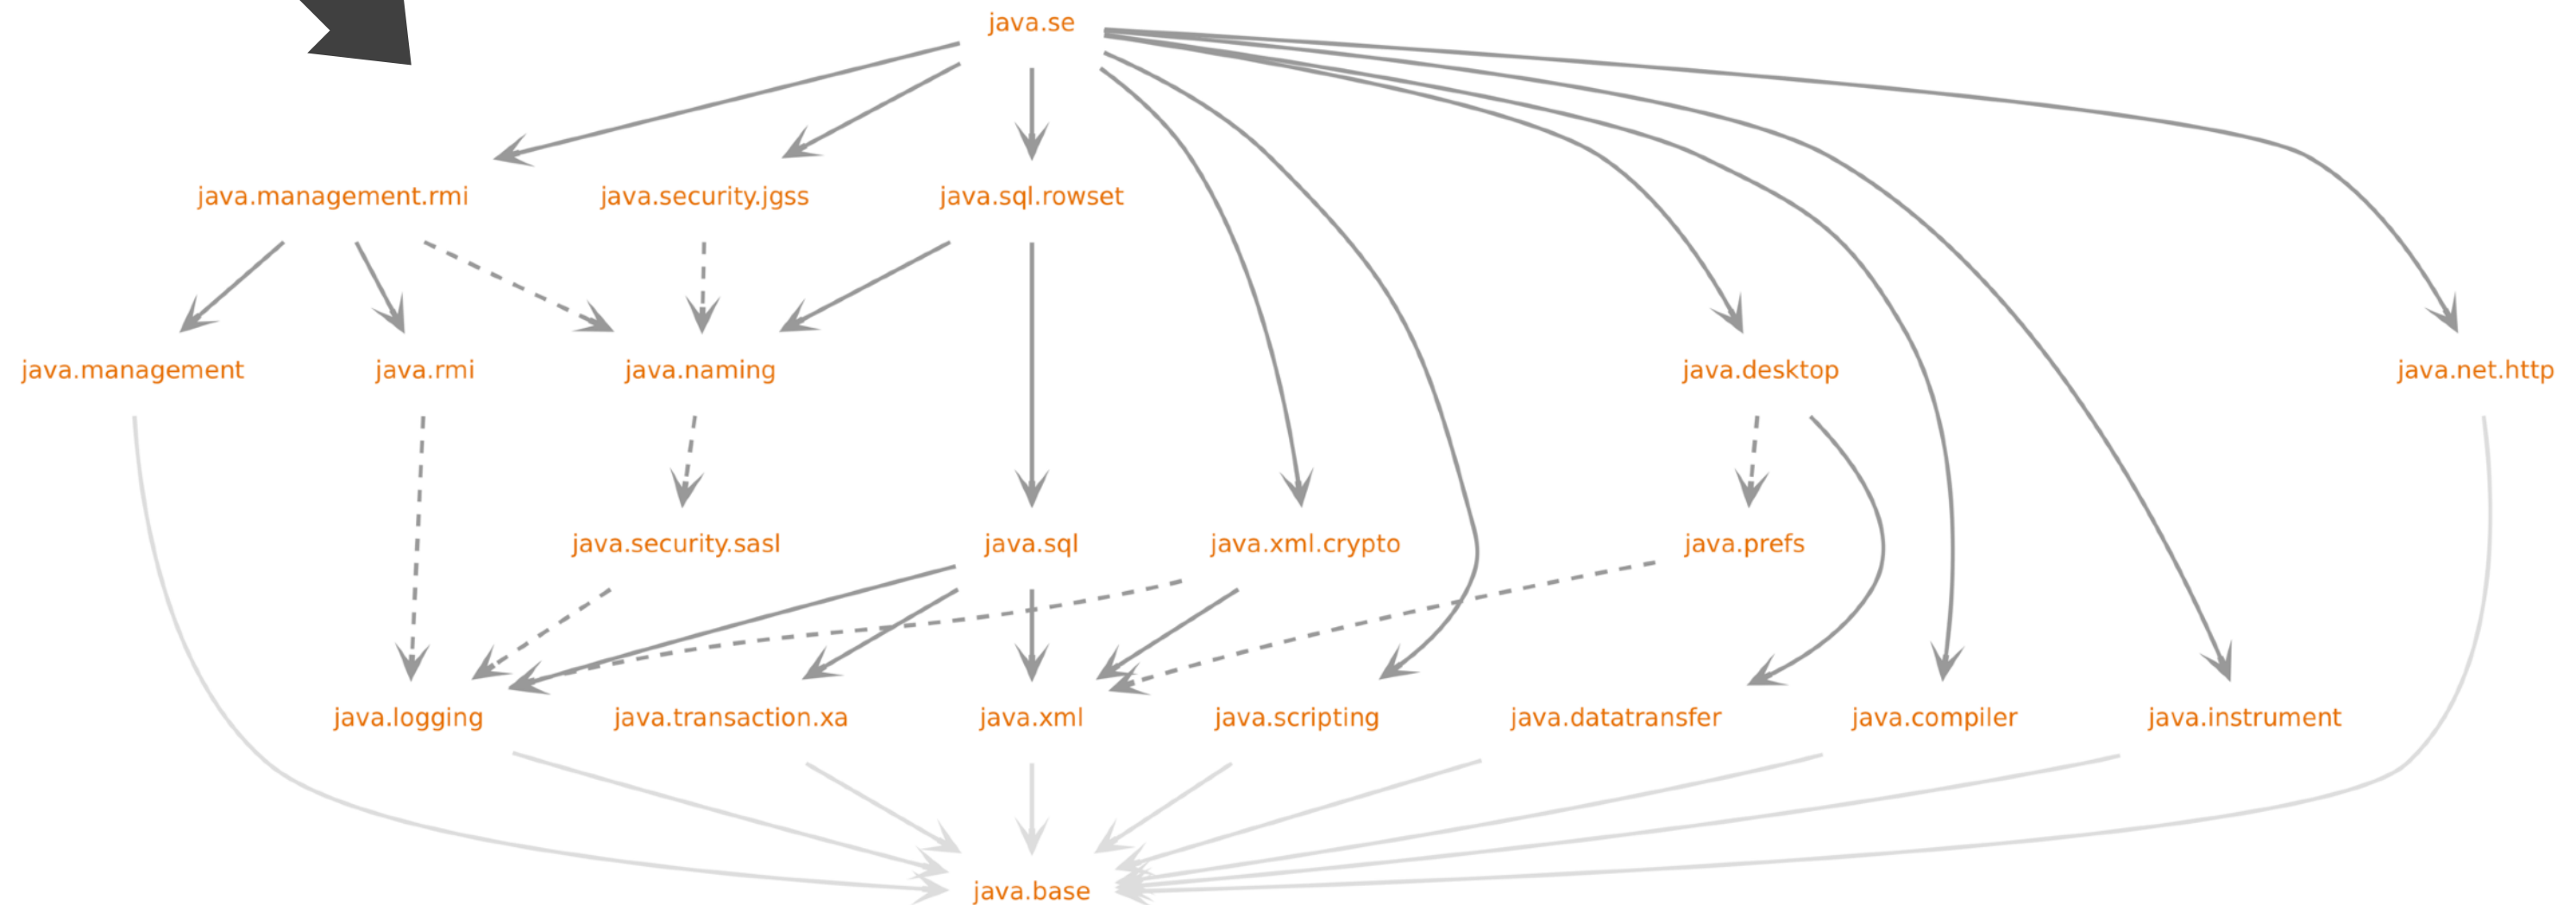 java.se
java.management.rmi
java.security.jgss
java.sql.rowset
java.management
java.rmi
java.naming
java.desktop
java.net.http
java.security.sasl
java.sql
java.xml.crypto
java.prefs
java.logging
java.transaction.xa
java.xml
java.scripting
java.datatransfer
java.compiler
java.instrument
java.base